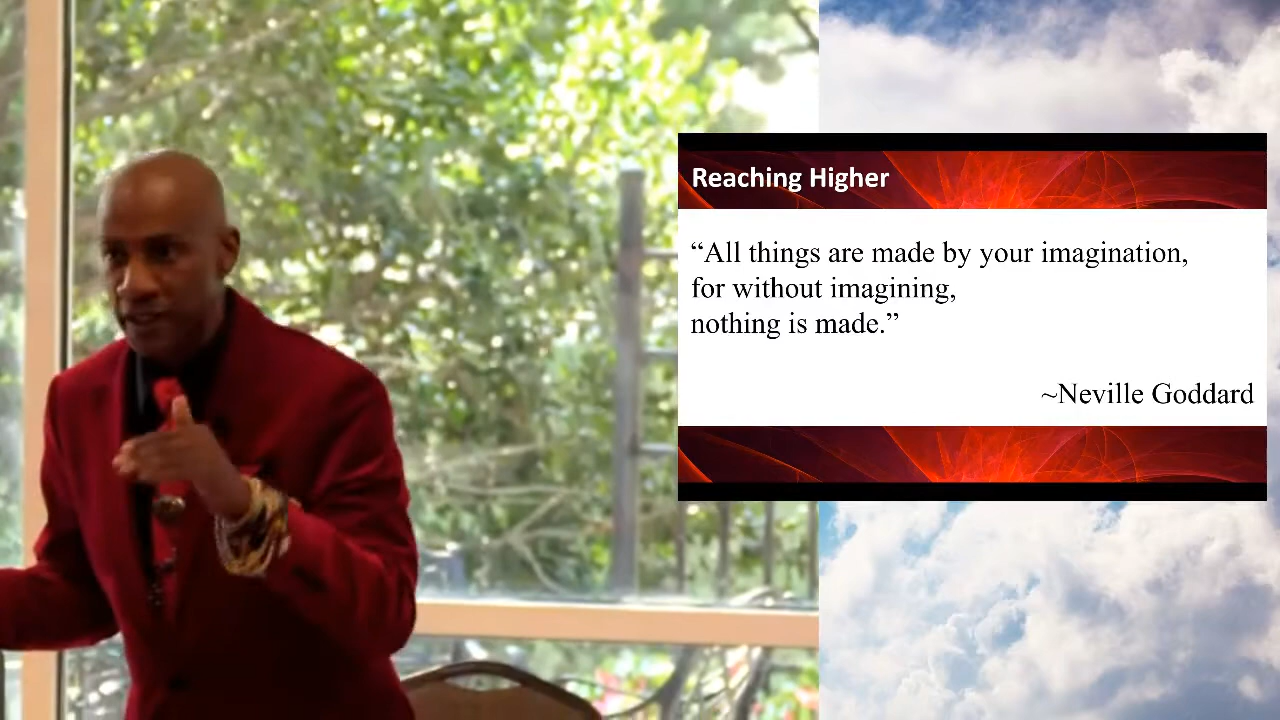 Reaching Higher
“All things are made by your imagination,
for without imagining,
nothing is made.”
~Neville Goddard